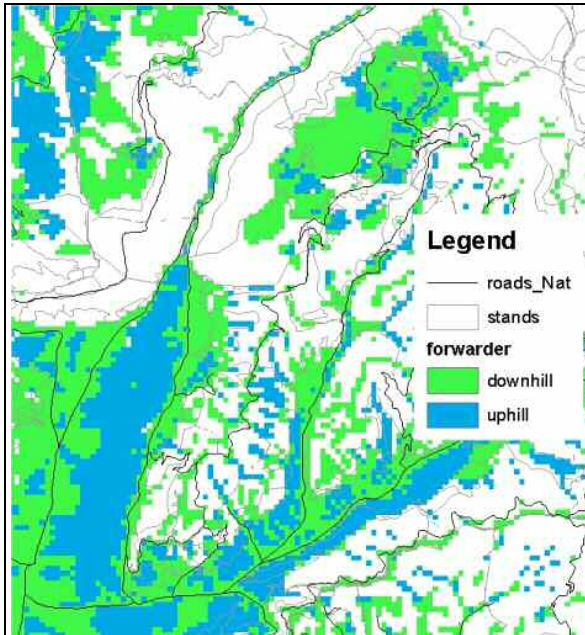 Legend
roads_Nat
stands
forwarder
downhill
uphill